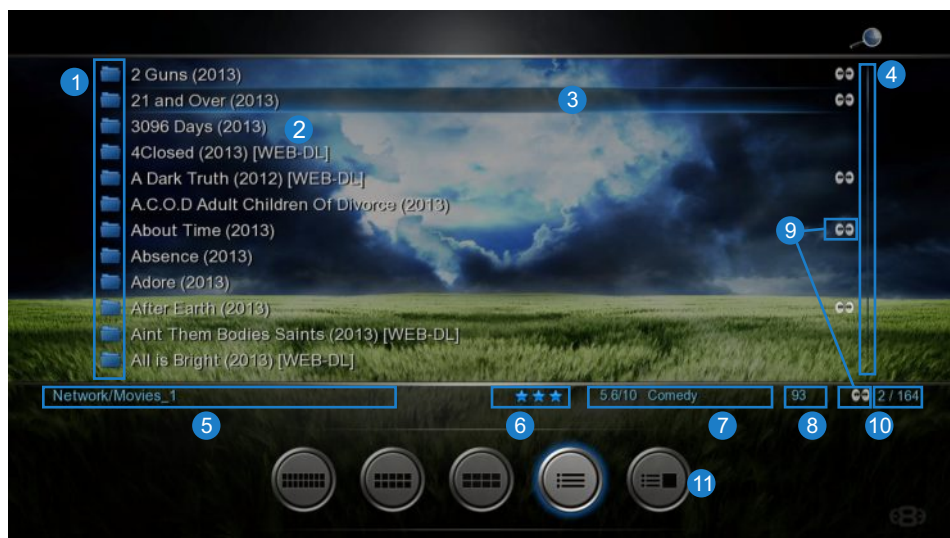 1
2 Guns (2013)
4
21 and Over (2013)
3
3096 Days (2013)
2
4Closed (2013) [WEB-DL]
A Dark Truth (2012) [WEB-DL]
A.C.O.D Adult Children Of Divorce (2013)
About Time (2013)
9
Absence (2013)
Adore (2013)
After Earth (2013)
Aint Them Bodies Saints (2013) [WEB-DL]
All is Bright (2013) [WEB-DL]
Network/Movies_1
5.6/10 Comedy
93
2 / 164
5
6
7
8
10
11